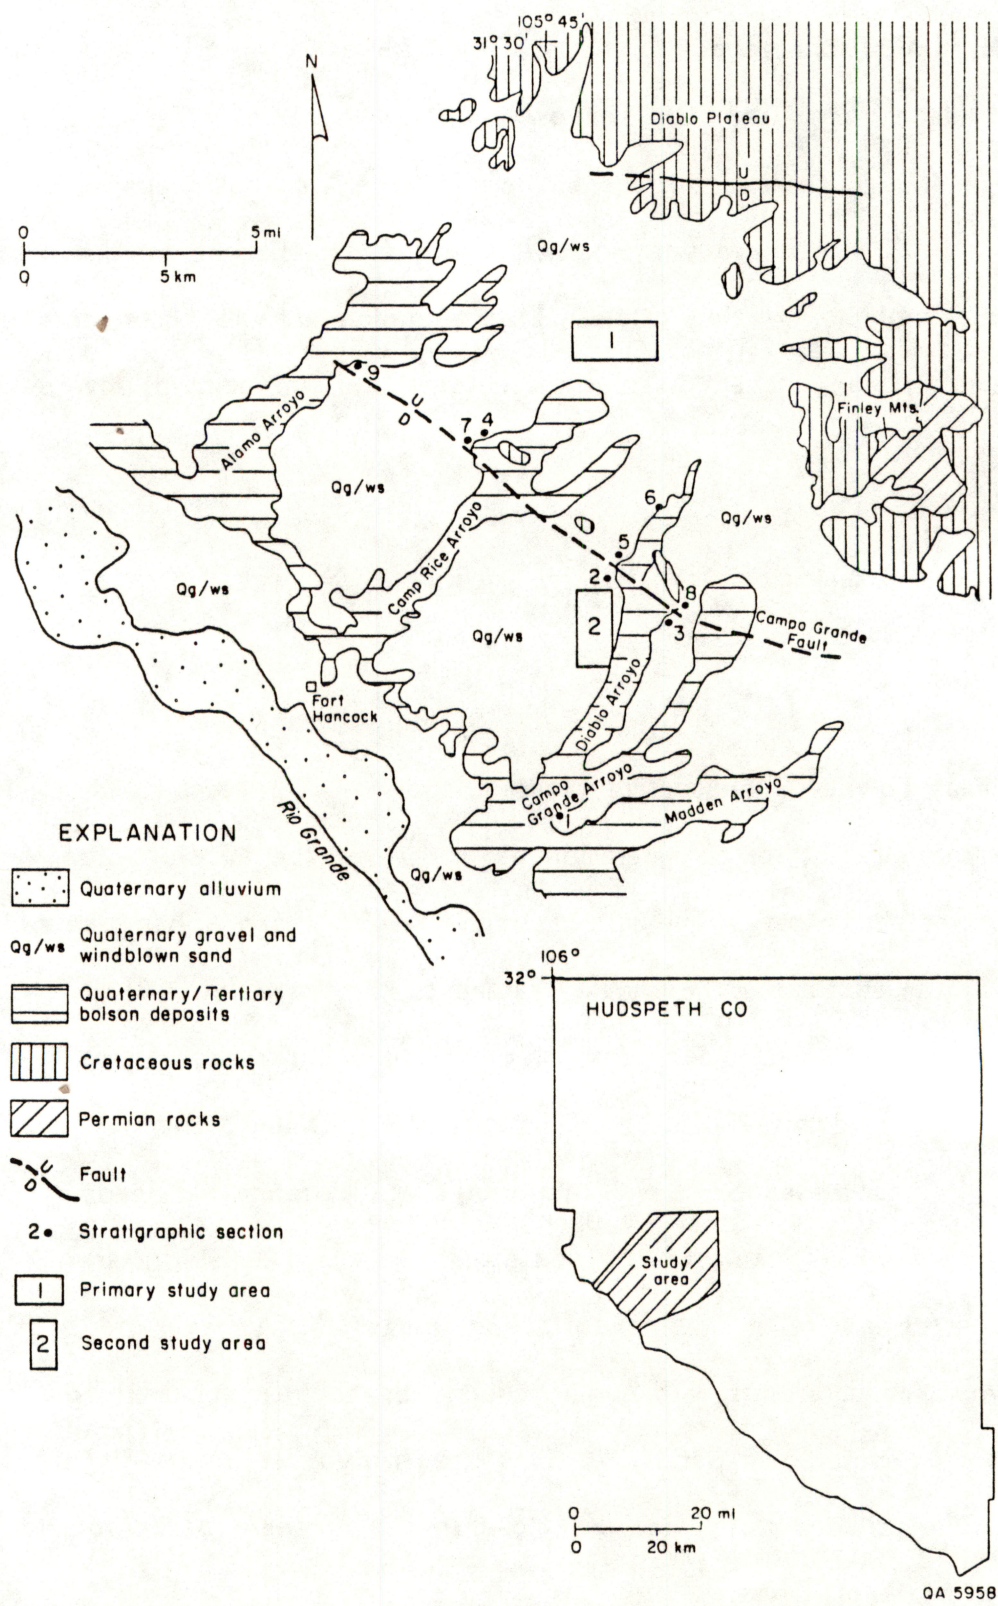 105° 45'
31° 30'
N
Diablo Plateau
U
D
0 5 mi
0 5 km
Qg/ws
1
9
U
D
7 4
Finley Mts.
Alamo Arroyo
Qg/ws
6
Qg/ws
5
2
Camp Rice Arroyo
Qg/ws
8
2
Qg/ws
3
Campo Grande
Fault
Diablo Arroyo
Fort
Hancock
Campo
Grande Arroyo
1
Madden Arroyo
Rio Grande
Qg/ws
EXPLANATION
Quaternary alluvium
Qg/ws Quaternary gravel and
windblown sand
Quaternary/Tertiary
bolson deposits
Cretaceous rocks
Permian rocks
U
D
Fault
2• Stratigraphic section
1 Primary study area
2 Second study area
106°
32°
HUDSPETH CO
Study
area
0 20 mi
0 20 km
QA 5958